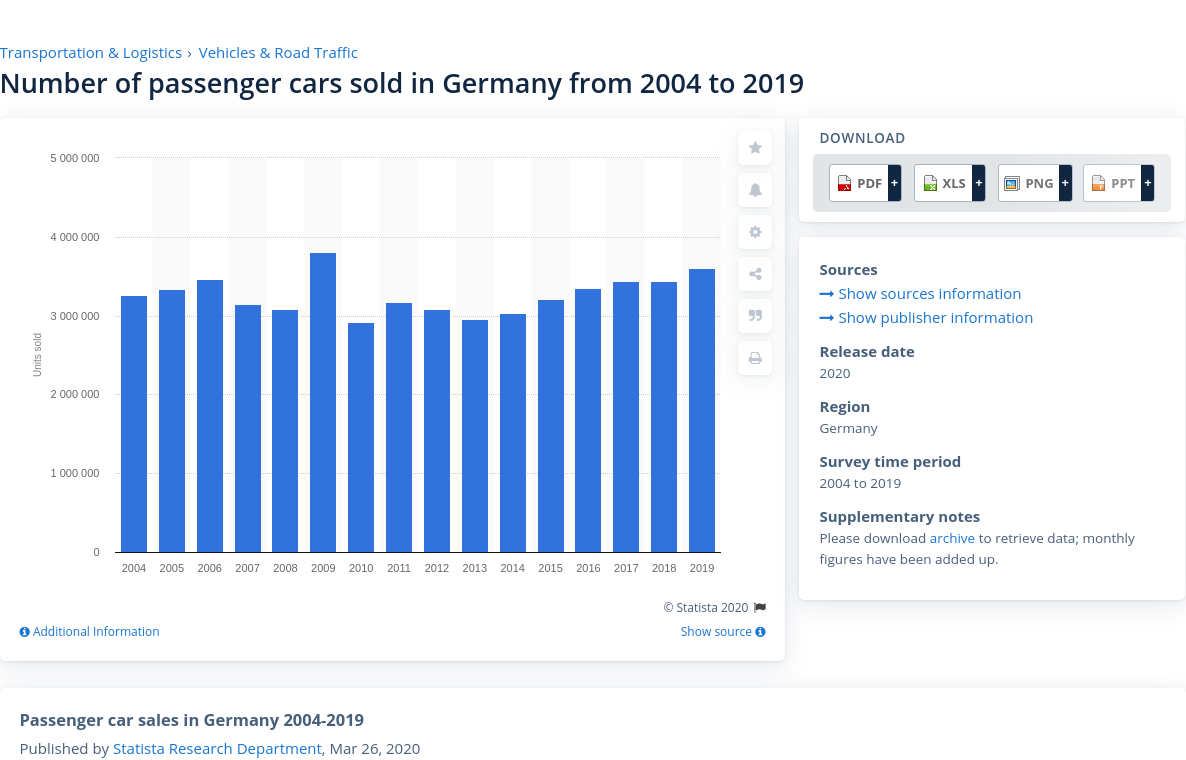 Transportation & Logistics › Vehicles & Road Traffic
Number of passenger cars sold in Germany from 2004 to 2019
5 000 000
4 000 000
3 000 000
2 000 000
1 000 000
0
Units sold
2004 2005 2006 2007 2008 2009 2010 2011 2012 2013 2014 2015 2016 2017 2018 2019
© Statista 2020
Additional Information
Show source
DOWNLOAD
PDF + XLS + PNG + PPT +
Sources
Show sources information
Show publisher information
Release date
2020
Region
Germany
Survey time period
2004 to 2019
Supplementary notes
Please download archive to retrieve data; monthly
figures have been added up.
Passenger car sales in Germany 2004-2019
Published by Statista Research Department, Mar 26, 2020